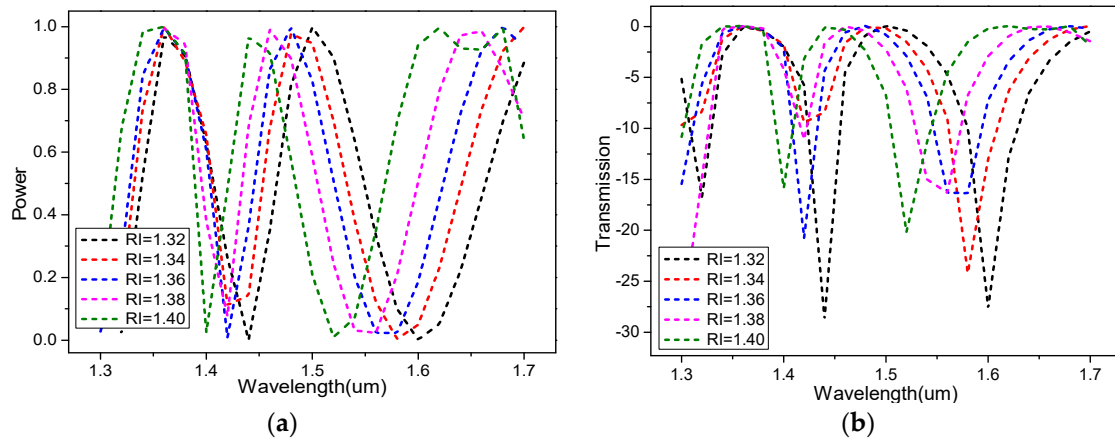 (a)
1.0
0.8
0.6
0.4
0.2
0.0
Power
RI=1.32
RI=1.34
RI=1.36
RI=1.38
RI=1.40
1.3 1.4 1.5 1.6 1.7
Wavelength(um)
(a)
b)
0
-5
-10
-15
-20
-25
-30
Transmission
RI=1.32
RI=1.34
RI=1.36
RI=1.38
RI=1.40
1.3 1.4 1.5 1.6 1.7
Wavelength(um)
(b)